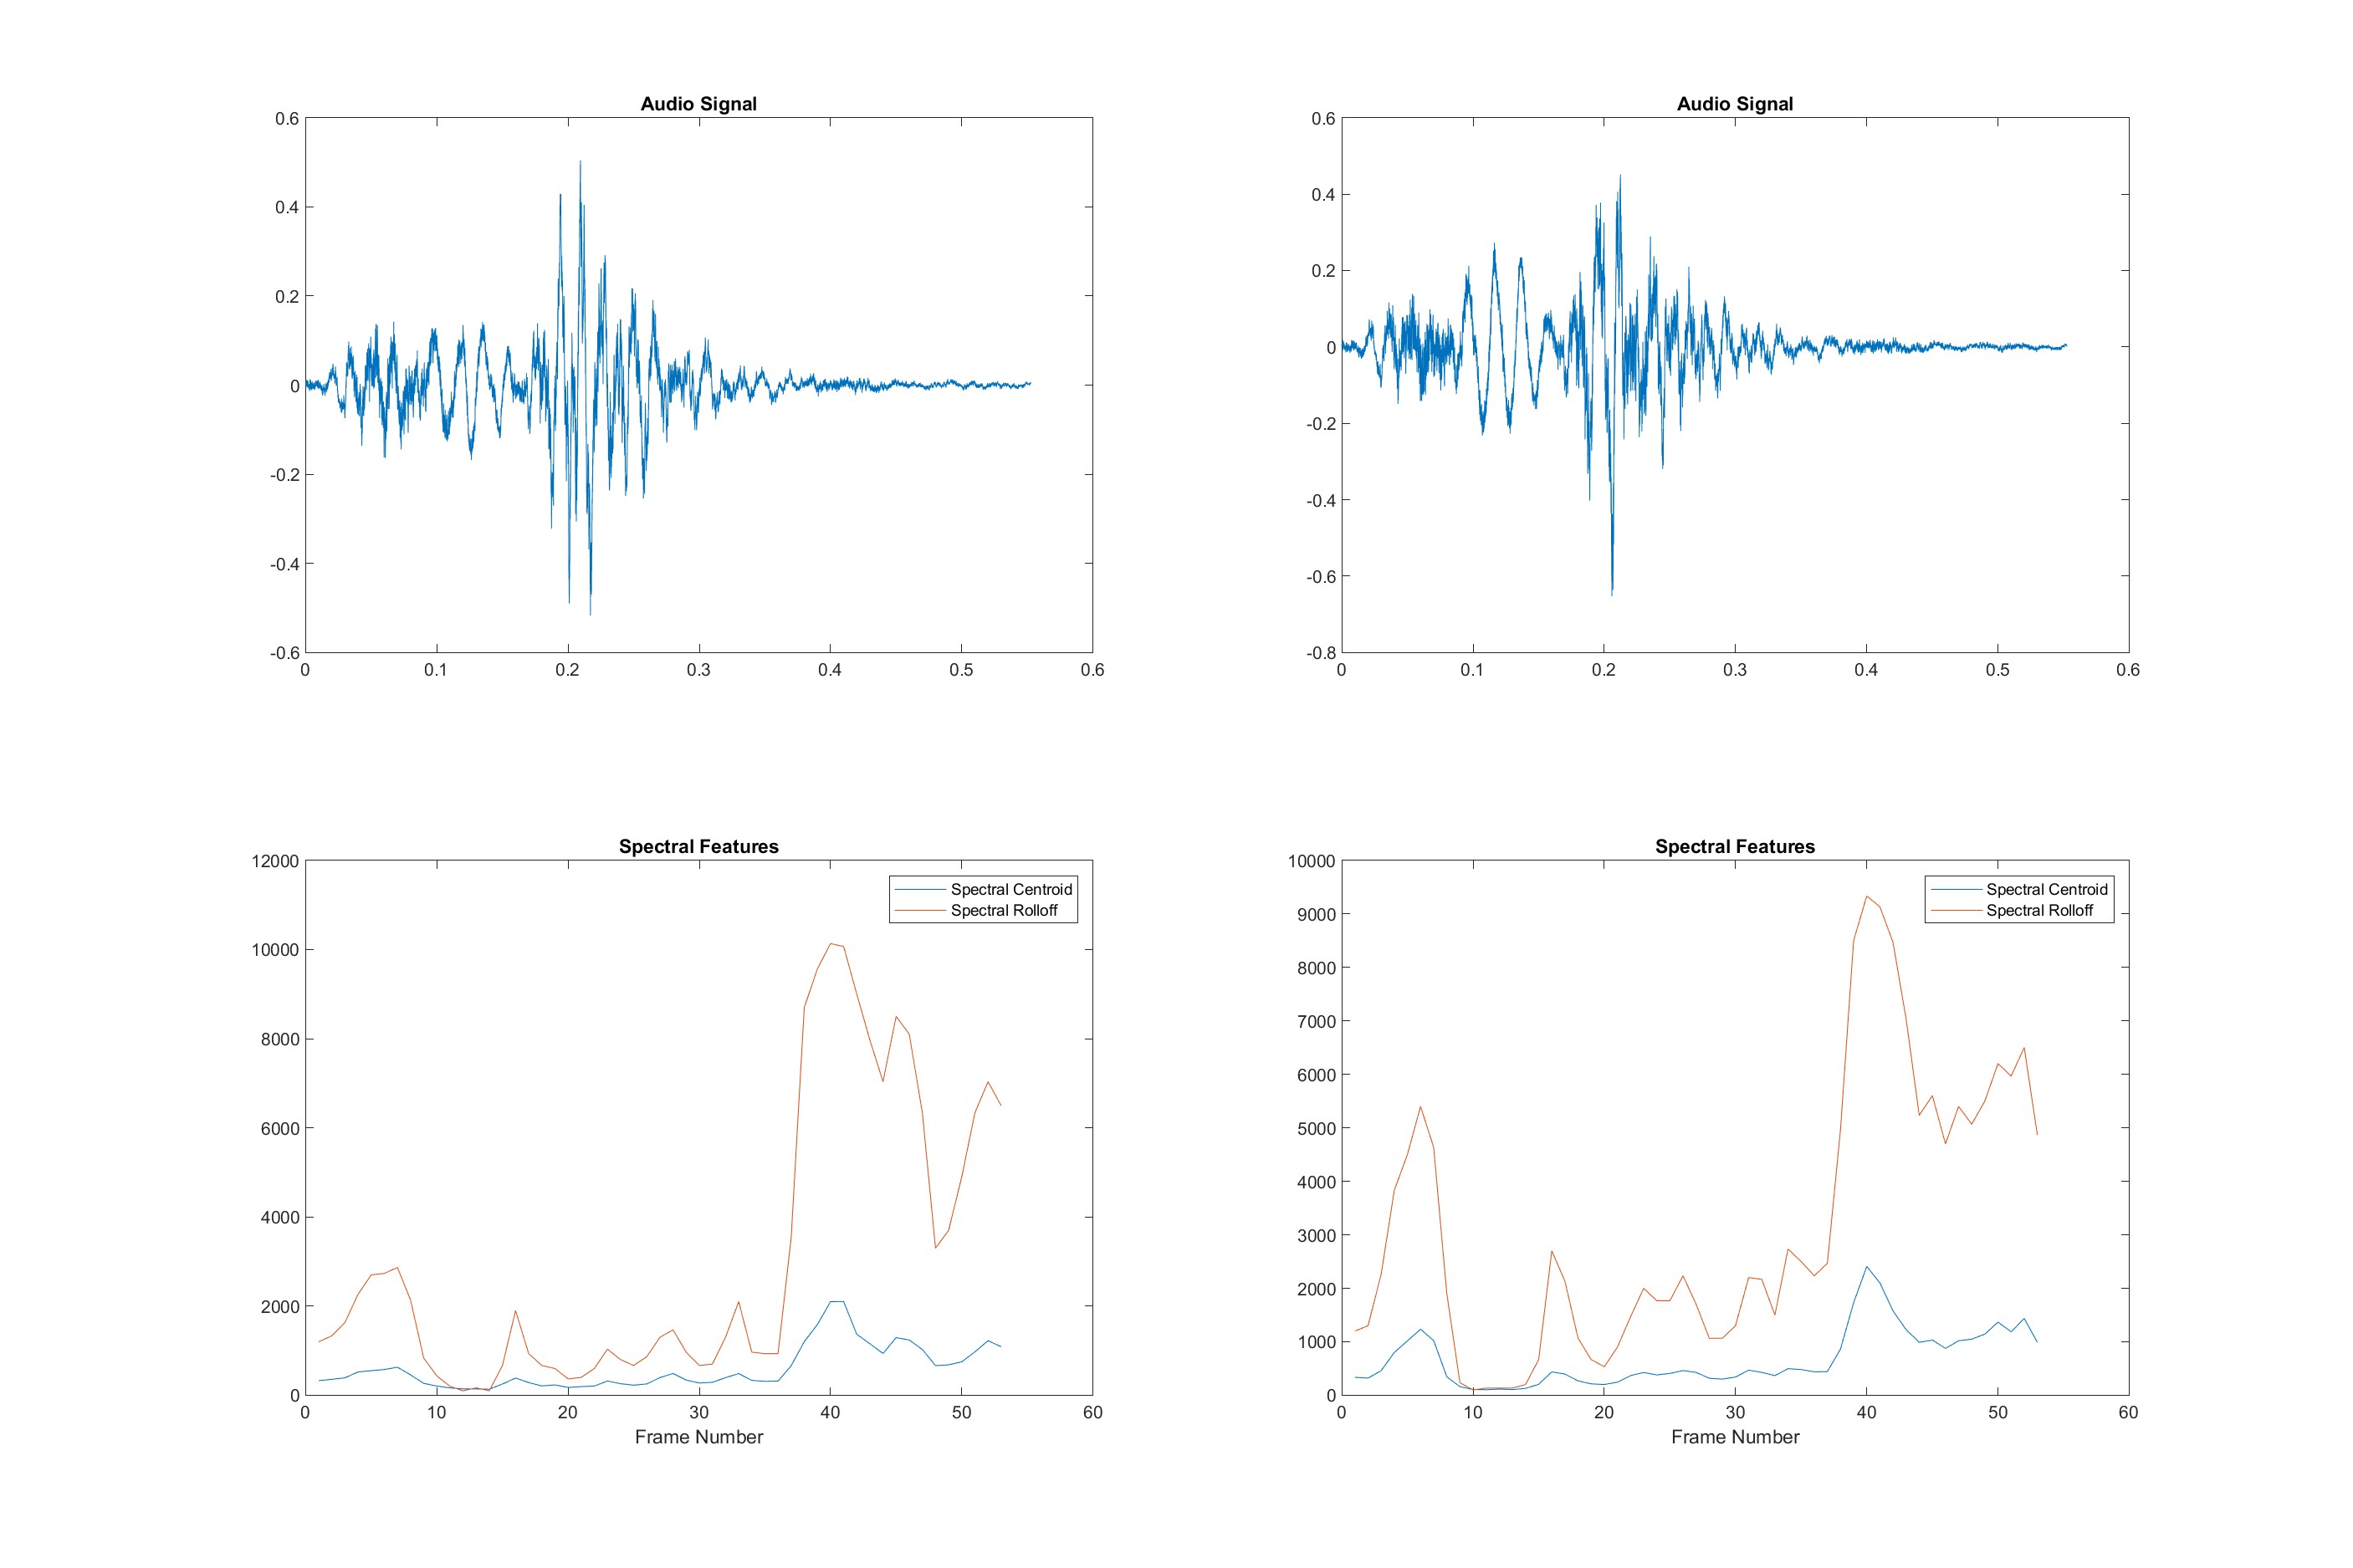 Audio Signal
0.6
0.4
0.2
0
-0.2
-0.4
-0.6
0 0.1 0.2 0.3 0.4 0.5 0.6
Audio Signal
0.6
0.4
0.2
0
-0.2
-0.4
-0.6
-0.8
0 0.1 0.2 0.3 0.4 0.5 0.6
Spectral Features
12000
10000
8000
6000
4000
2000
0
Spectral Centroid
Spectral Rolloff
0 10 20 30 40 50 60
Frame Number
Spectral Features
10000
9000
8000
7000
6000
5000
4000
3000
2000
1000
0
Spectral Centroid
Spectral Rolloff
0 10 20 30 40 50 60
Frame Number